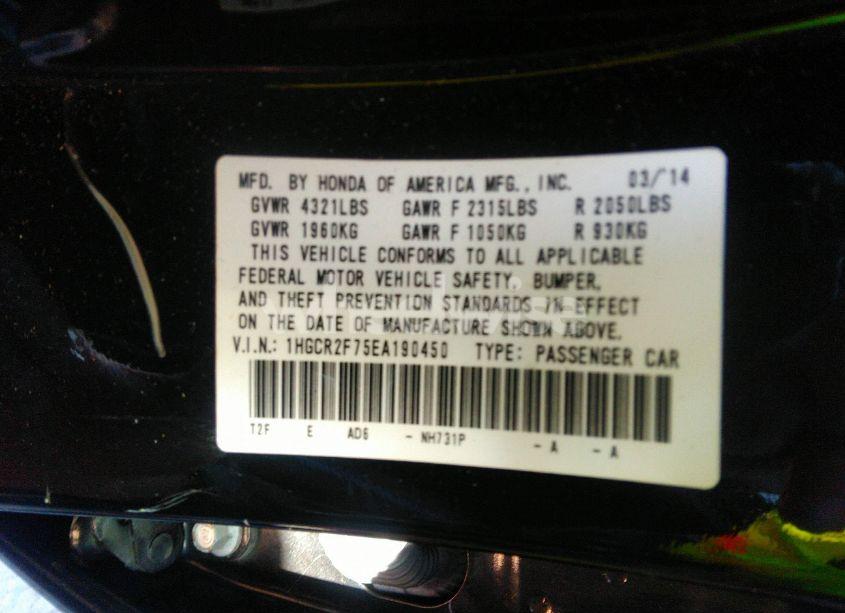 MFD. BY HONDA OF AMERICA MFG., INC. 03/14
GVWR 4321LBS GAWR F 2315LBS R 2050LBS
GVWR 1960KG GAWR F 1050KG R 930KG
THIS VEHICLE CONFORMS TO ALL APPLICABLE
FEDERAL MOTOR VEHICLE SAFETY, BUMPER,
AND THEFT PREVENTION STANDARDS IN EFFECT
ON THE DATE OF MANUFACTURE SHOWN ABOVE.
V.I.N.: 1HGCR2F75EA190450 TYPE: PASSENGER CAR
T2F E AD6 - NH731P - A - A